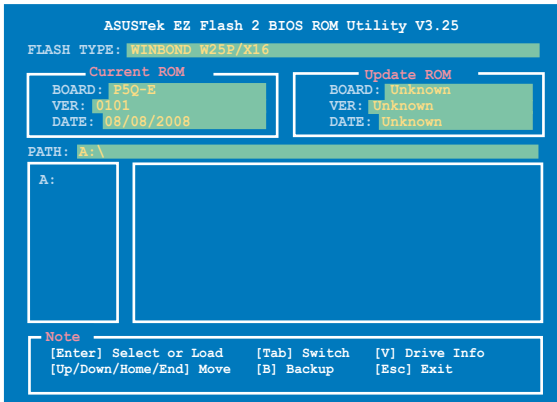 ASUSTek EZ Flash 2 BIOS ROM Utility V3.25
FLASH TYPE: WINBOND W25P/X16
Current ROM
BOARD: P5Q-E
VER: 0101
DATE: 08/08/2008
Update ROM
BOARD: Unknown
VER: Unknown
DATE: Unknown
PATH: A:\
A:
Note
[Enter] Select or Load [Tab] Switch [V] Drive Info
[Up/Down/Home/End] Move [B] Backup [Esc] Exit